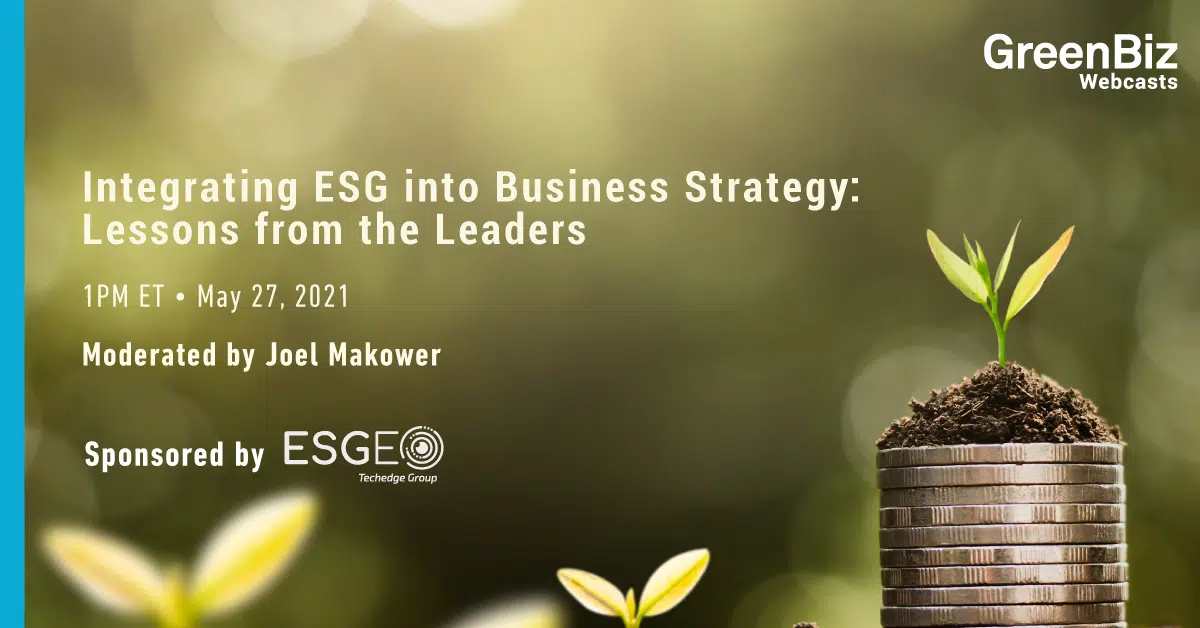 GreenBiz
Webcasts
Integrating ESG into Business Strategy:
Lessons from the Leaders
1PM ET • May 27, 2021
Moderated by Joel Makower
Sponsored by ESGEO
Techedge Group